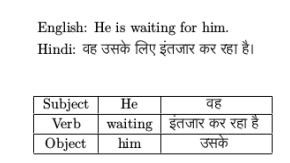 English: He is waiting for him.
Hindi: वह उसके लिए इंतजार कर रहा है।
Subject He वह
Verb waiting इंतजार कर रहा है
Object him उसके